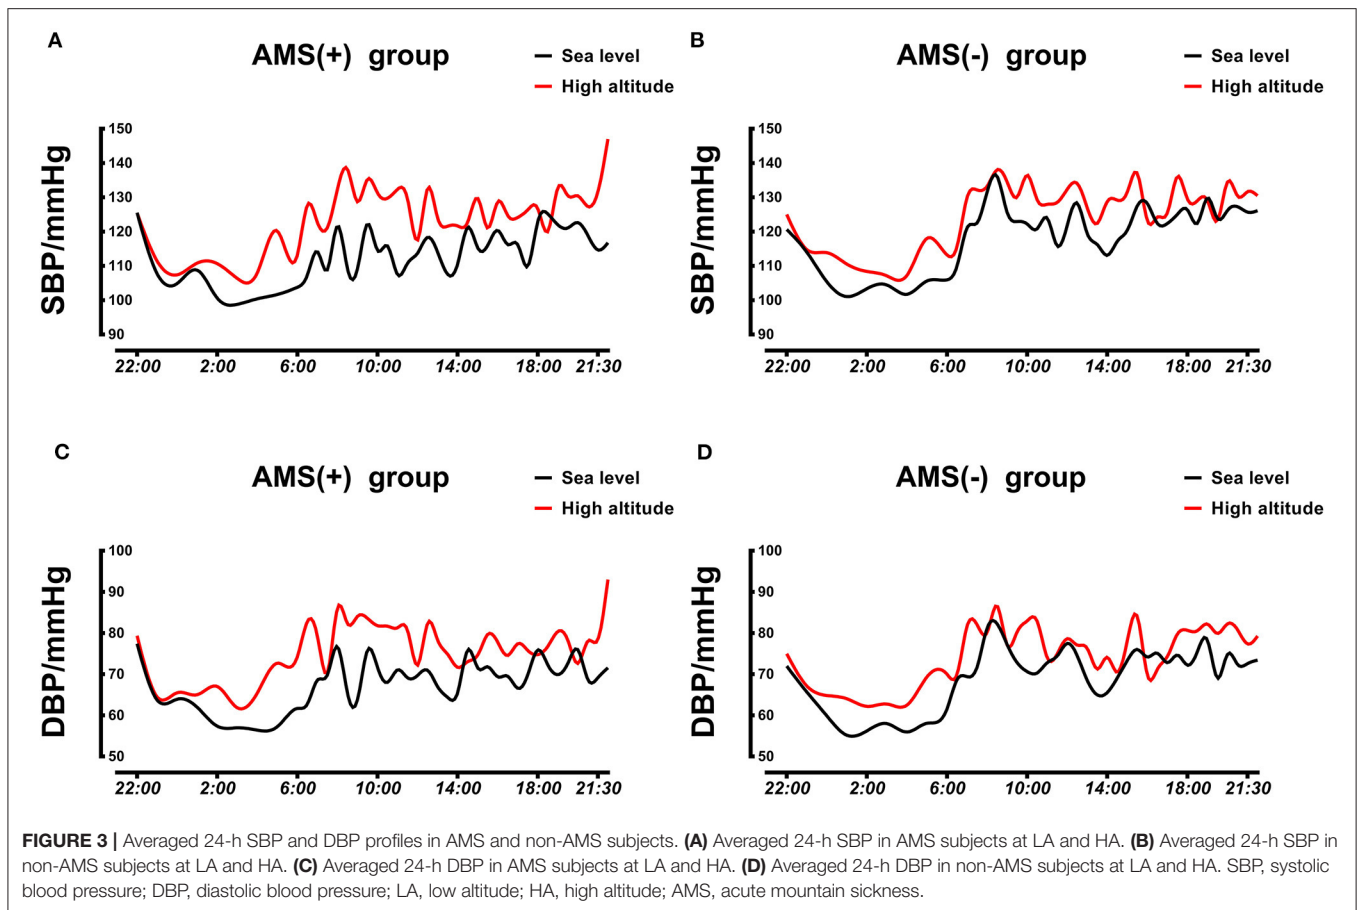 A
AMS(+) group
Sea level
High altitude
SBP/mmHg
150
140
130
120
110
100
90
22:00 2:00 6:00 10:00 14:00 18:00 21:30
B
AMS(-) group
Sea level
High altitude
SBP/mmHg
150
140
130
120
110
100
90
22:00 2:00 6:00 10:00 14:00 18:00 21:30
C
AMS(+) group
Sea level
High altitude
DBP/mmHg
100
90
80
70
60
50
22:00 2:00 6:00 10:00 14:00 18:00 21:30
D
AMS(-) group
Sea level
High altitude
DBP/mmHg
100
90
80
70
60
50
22:00 2:00 6:00 10:00 14:00 18:00 21:30
FIGURE 3 | Averaged 24-h SBP and DBP profiles in AMS and non-AMS subjects. (A) Averaged 24-h SBP in AMS subjects at LA and HA. (B) Averaged 24-h SBP in
non-AMS subjects at LA and HA. (C) Averaged 24-h DBP in AMS subjects at LA and HA. (D) Averaged 24-h DBP in non-AMS subjects at LA and HA. SBP, systolic
blood pressure; DBP, diastolic blood pressure; LA, low altitude; HA, high altitude; AMS, acute mountain sickness.